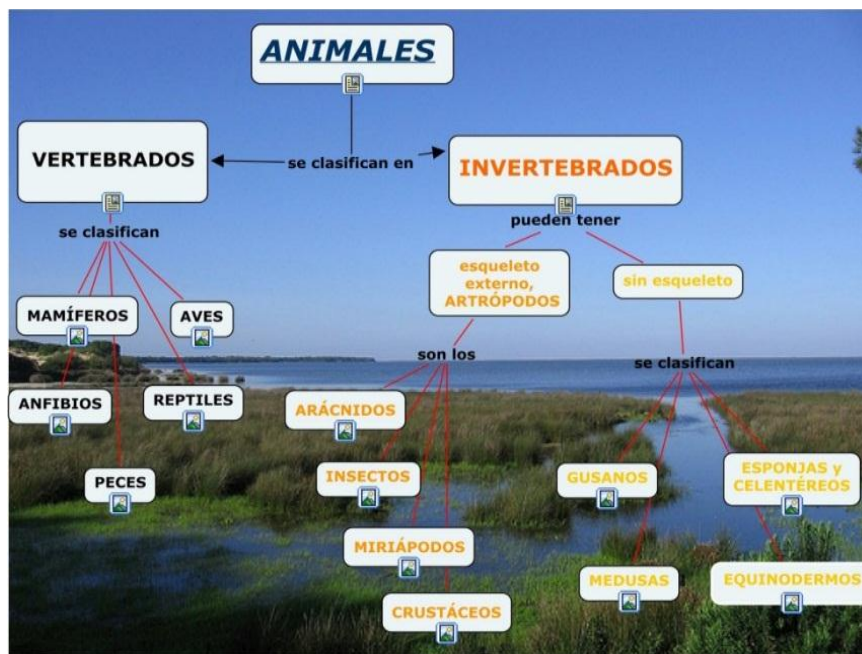 ANIMALES
VERTEBRADOS
se clasifican en
INVERTEBRADOS
se clasifican
pueden tener
esqueleto
externo,
ARTRÓPODOS
sin esqueleto
MAMÍFEROS
AVES
ANFIBIOS
REPTILES
PECES
son los
ARÁCNIDOS
INSECTOS
MIRIÁPODOS
CRUSTÁCEOS
se clasifican
GUSANOS
ESPONJAS y
CELENTÉREOS
MEDUSAS
EQUINODERMOS